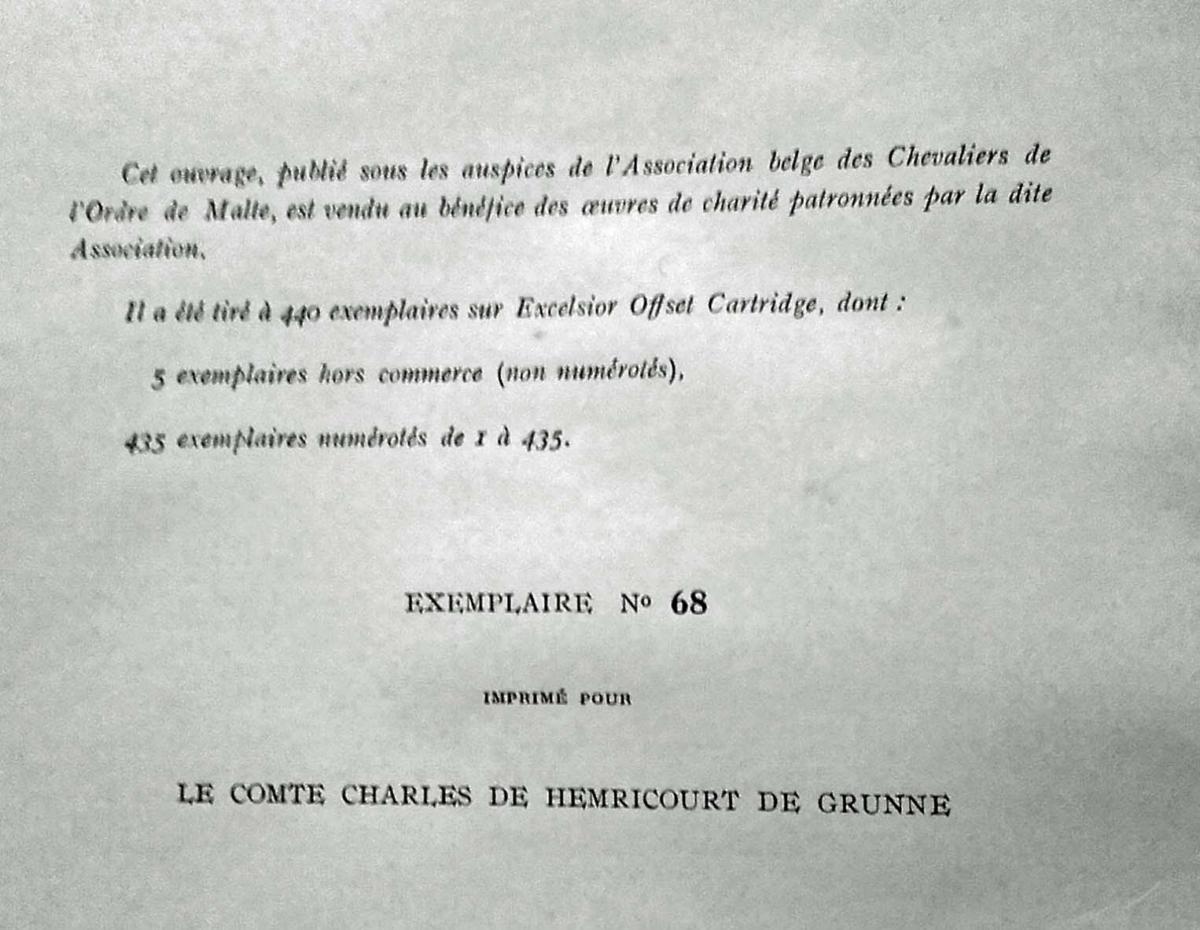 Cet ouvrage, publié sous les auspices de l'Association belge des Chevaliers de
l'Ordre de Malte, est vendu au bénéfice des œuvres de charité patronnées par la dite
Association.
Il a été tiré à 440 exemplaires sur Excelsior Offset Cartridge, dont :
5 exemplaires hors commerce (non numérotés),
435 exemplaires numérotés de 1 à 435.
EXEMPLAIRE Nº 68
IMPRIMÉ POUR
LE COMTE CHARLES DE HEMRICOURT DE GRUNNE